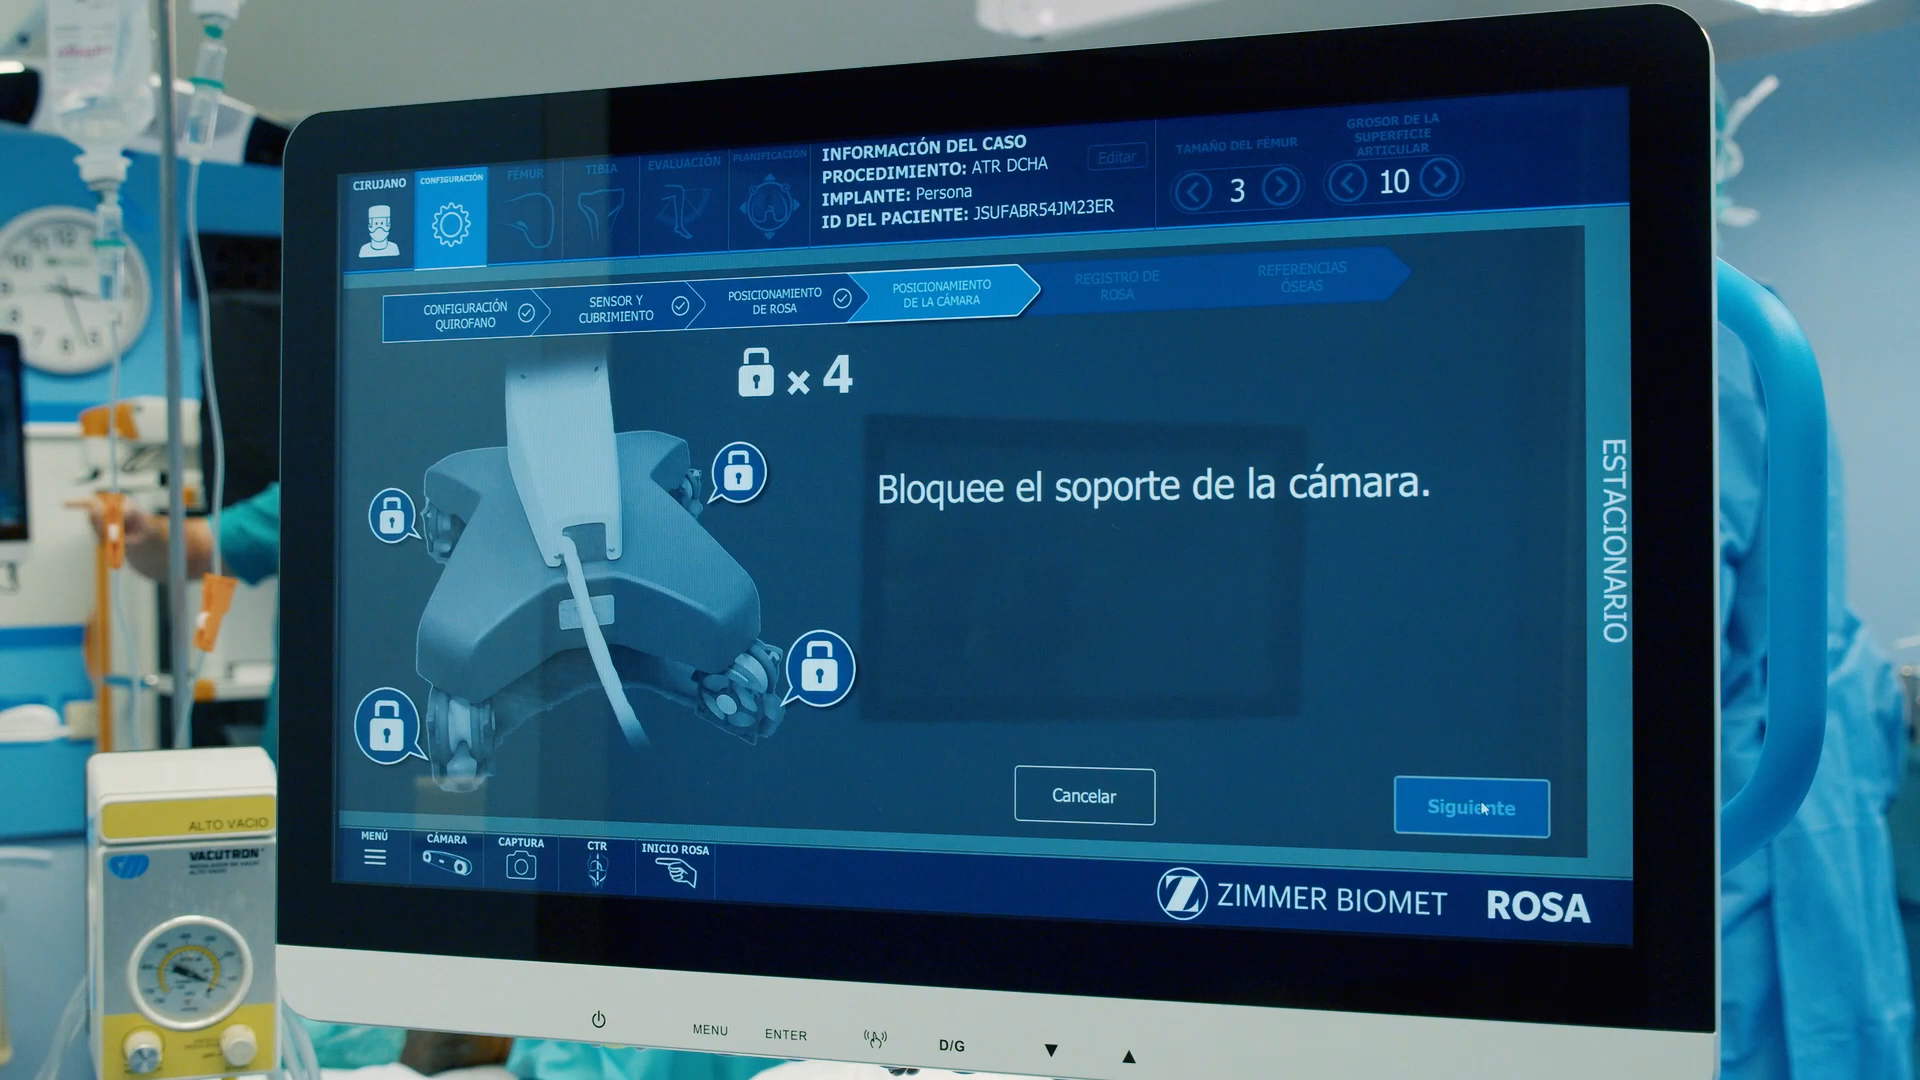 CIRUJANO
CONFIGURACIÓN
FÉMUR
TIBIA
EVALUACIÓN
PLANIFICACIÓN
INFORMACIÓN DEL CASO
PROCEDIMIENTO: ATR DCHA
IMPLANTE: Persona
ID DEL PACIENTE: JSUFABR54JM23ER
Editar
TAMAÑO DEL FÉMUR
3
GROSOR DE LA
SUPERFICIE
ARTICULAR
10
CONFIGURACIÓN
QUIROFANO
SENSOR Y
CUBRIMIENTO
POSICIONAMIENTO
DE ROSA
POSICIONAMIENTO
DE LA CÁMARA
REGISTRO DE
ROSA
REFERENCIAS
ÓSEAS
x 4
Bloquee el soporte de la cámara.
ESTACIONARIO
Cancelar
Siguiente
MENÚ
CÁMARA
CAPTURA
CTR
INICIO ROSA
ZIMMER BIOMET
ROSA
MENU
ENTER
D/G
ALTO VACIO
VACUTRON